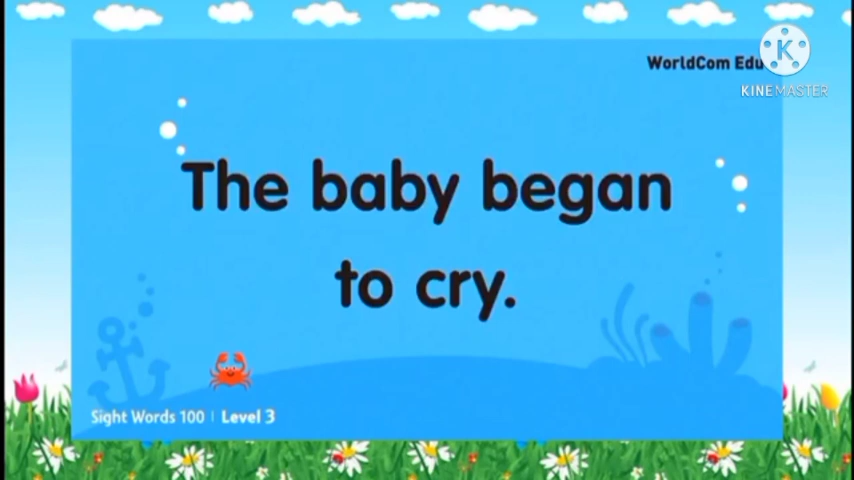 WorldCom Edu
KINEMASTER
The baby began
to cry.
Sight Words 100 | Level 3